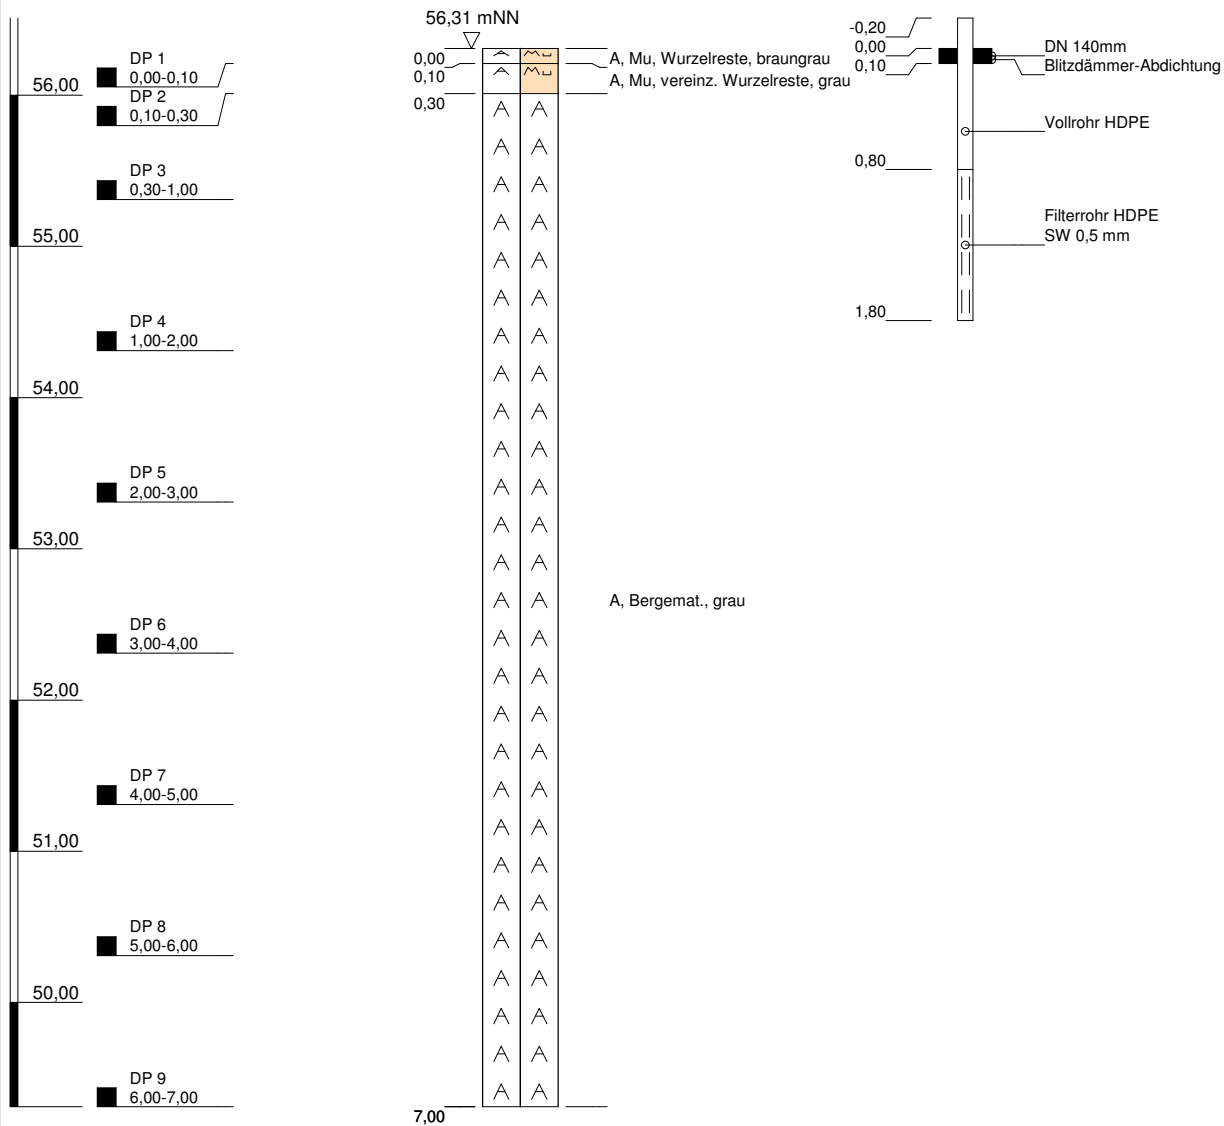 56,31 mNN
56,00
55,00
54,00
53,00
52,00
51,00
50,00
DP 1
0,00-0,10
DP 2
0,10-0,30
DP 3
0,30-1,00
DP 4
1,00-2,00
DP 5
2,00-3,00
DP 6
3,00-4,00
DP 7
4,00-5,00
DP 8
5,00-6,00
DP 9
6,00-7,00
0,00
0,10
0,30
7,00
A, Mu, Wurzelreste, braungrau
A, Mu, vereinz. Wurzelreste, grau
A, Bergemat., grau
-0,20
0,00
0,10
0,80
1,80
DN 140mm
Blitzdämmer-Abdichtung
Vollrohr HDPE
Filterrohr HDPE
SW 0,5 mm